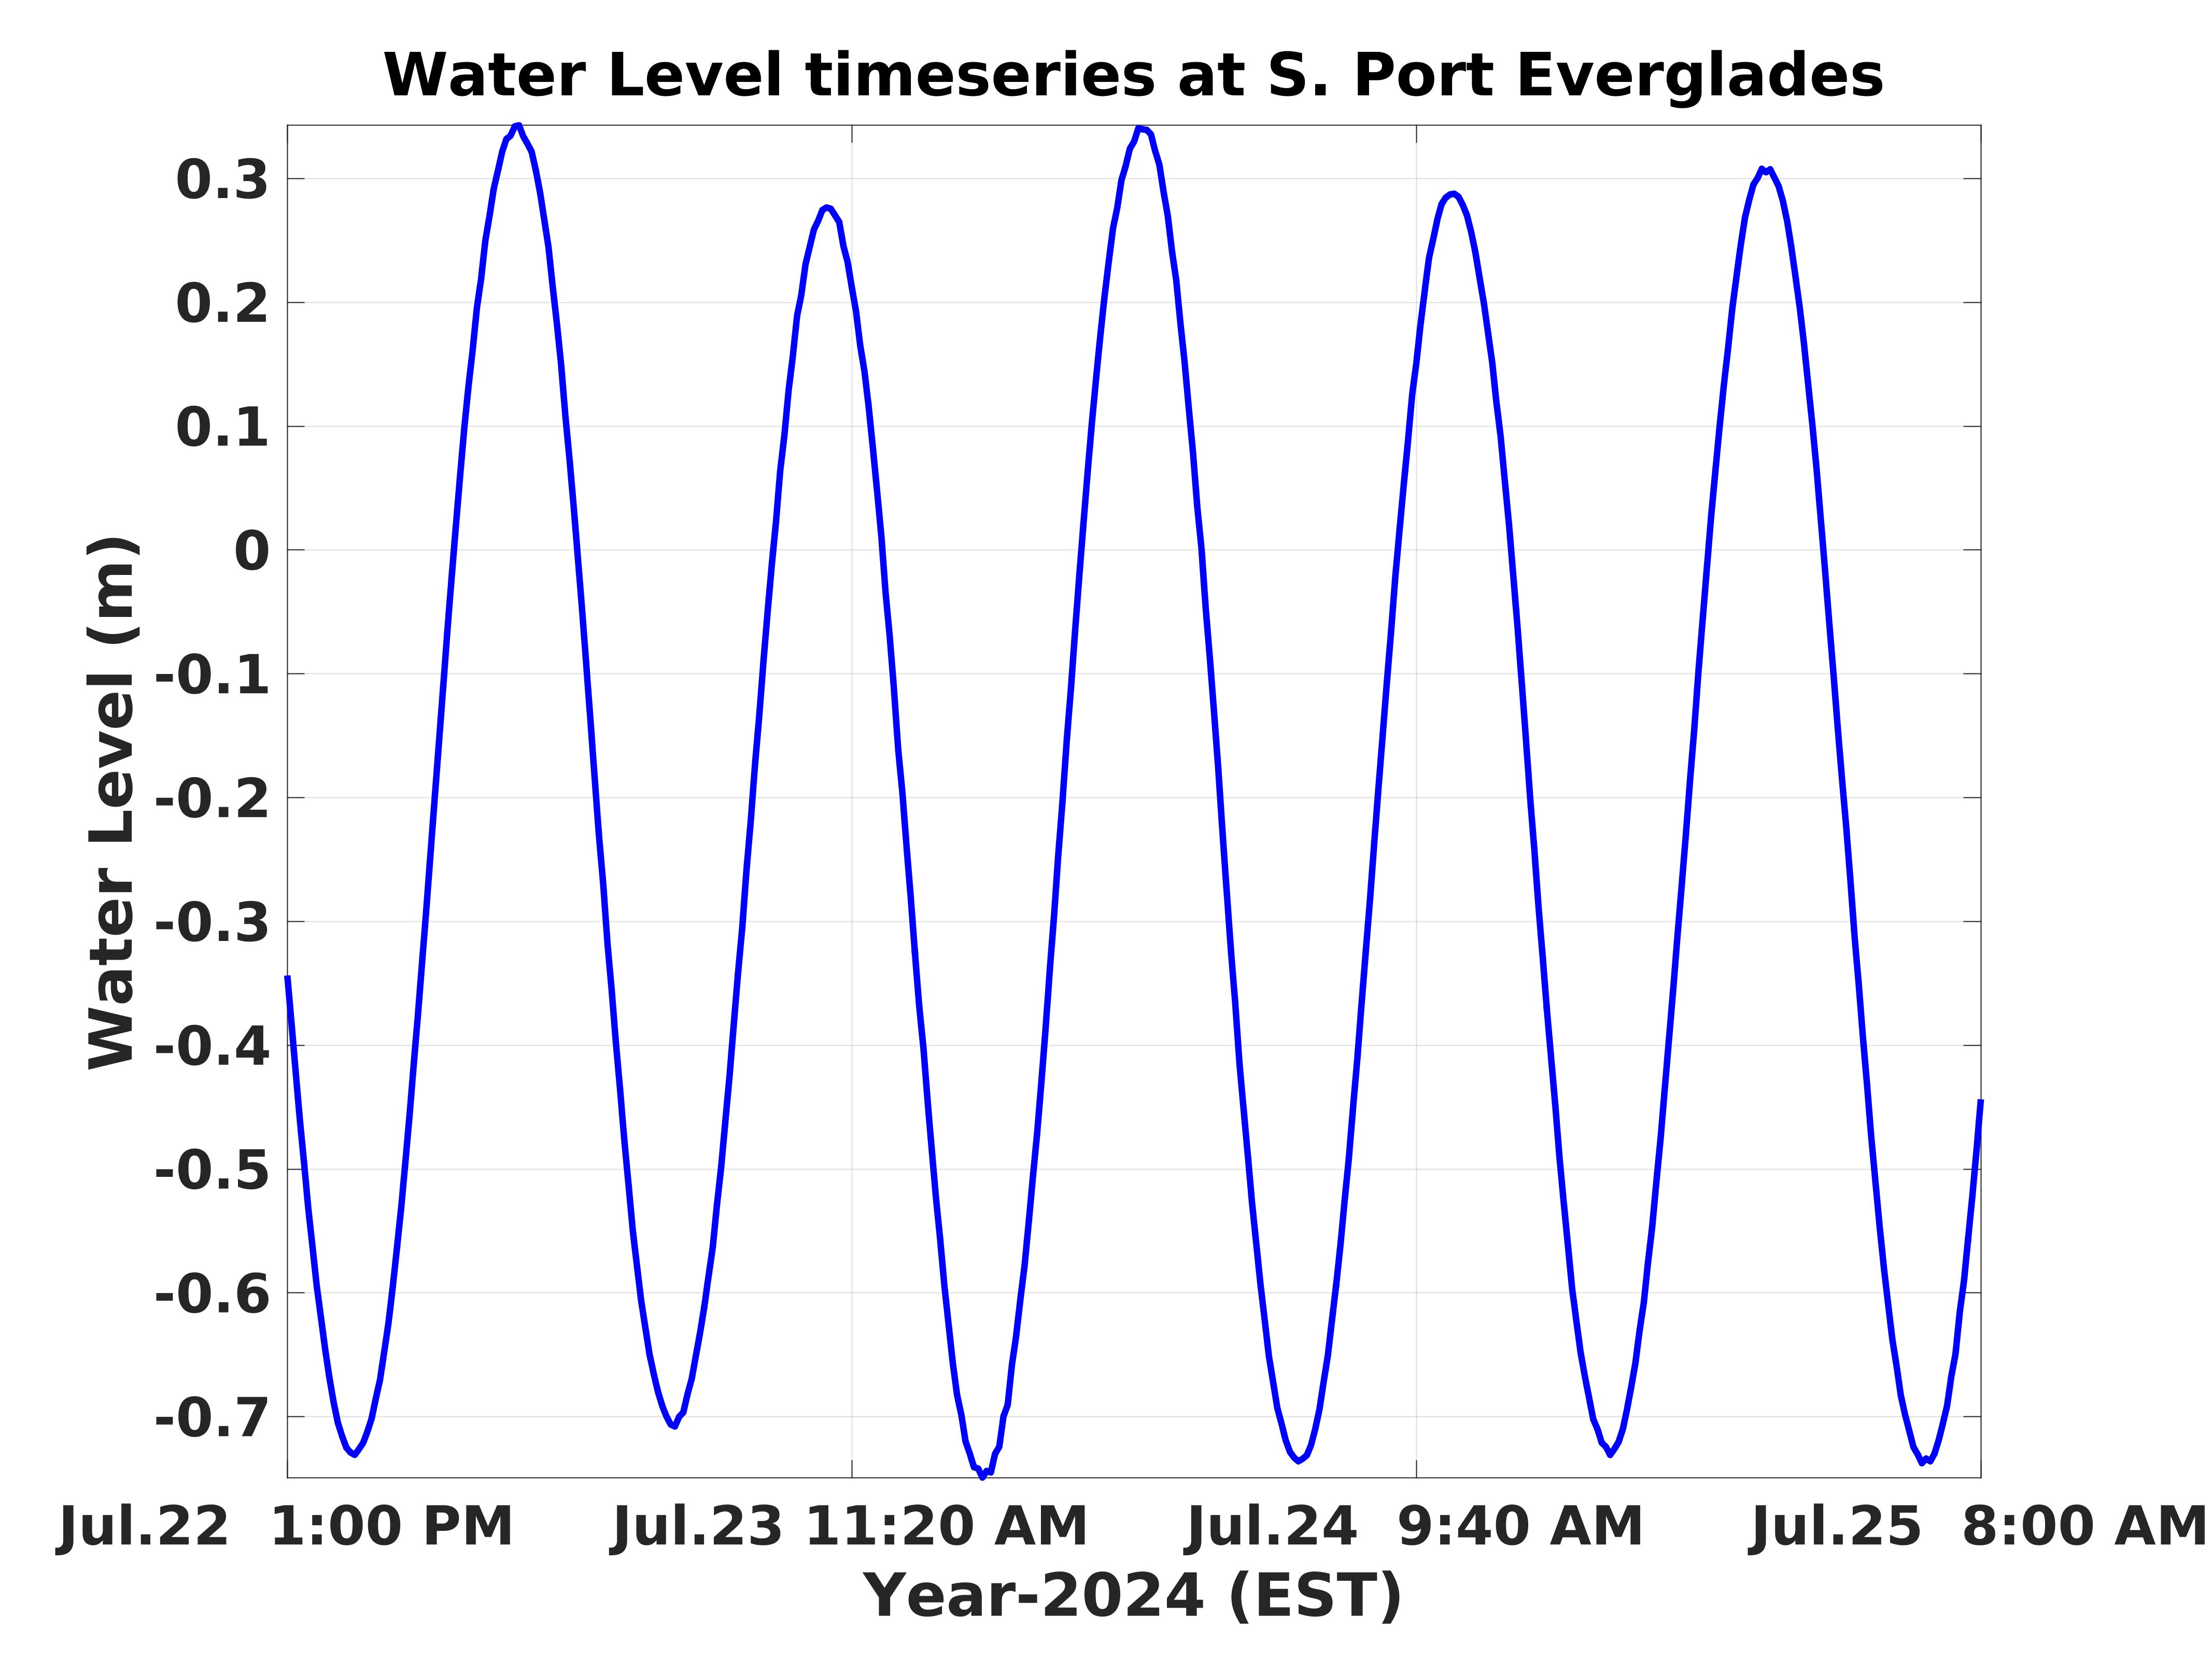 Water Level timeseries at S. Port Everglades
0.3
0.2
0.1
0
-0.1
-0.2
-0.3
-0.4
-0.5
-0.6
-0.7
Water Level (m)
Jul.22 1:00 PM Jul.23 11:20 AM Jul.24 9:40 AM Jul.25 8:00 AM
Year-2024 (EST)